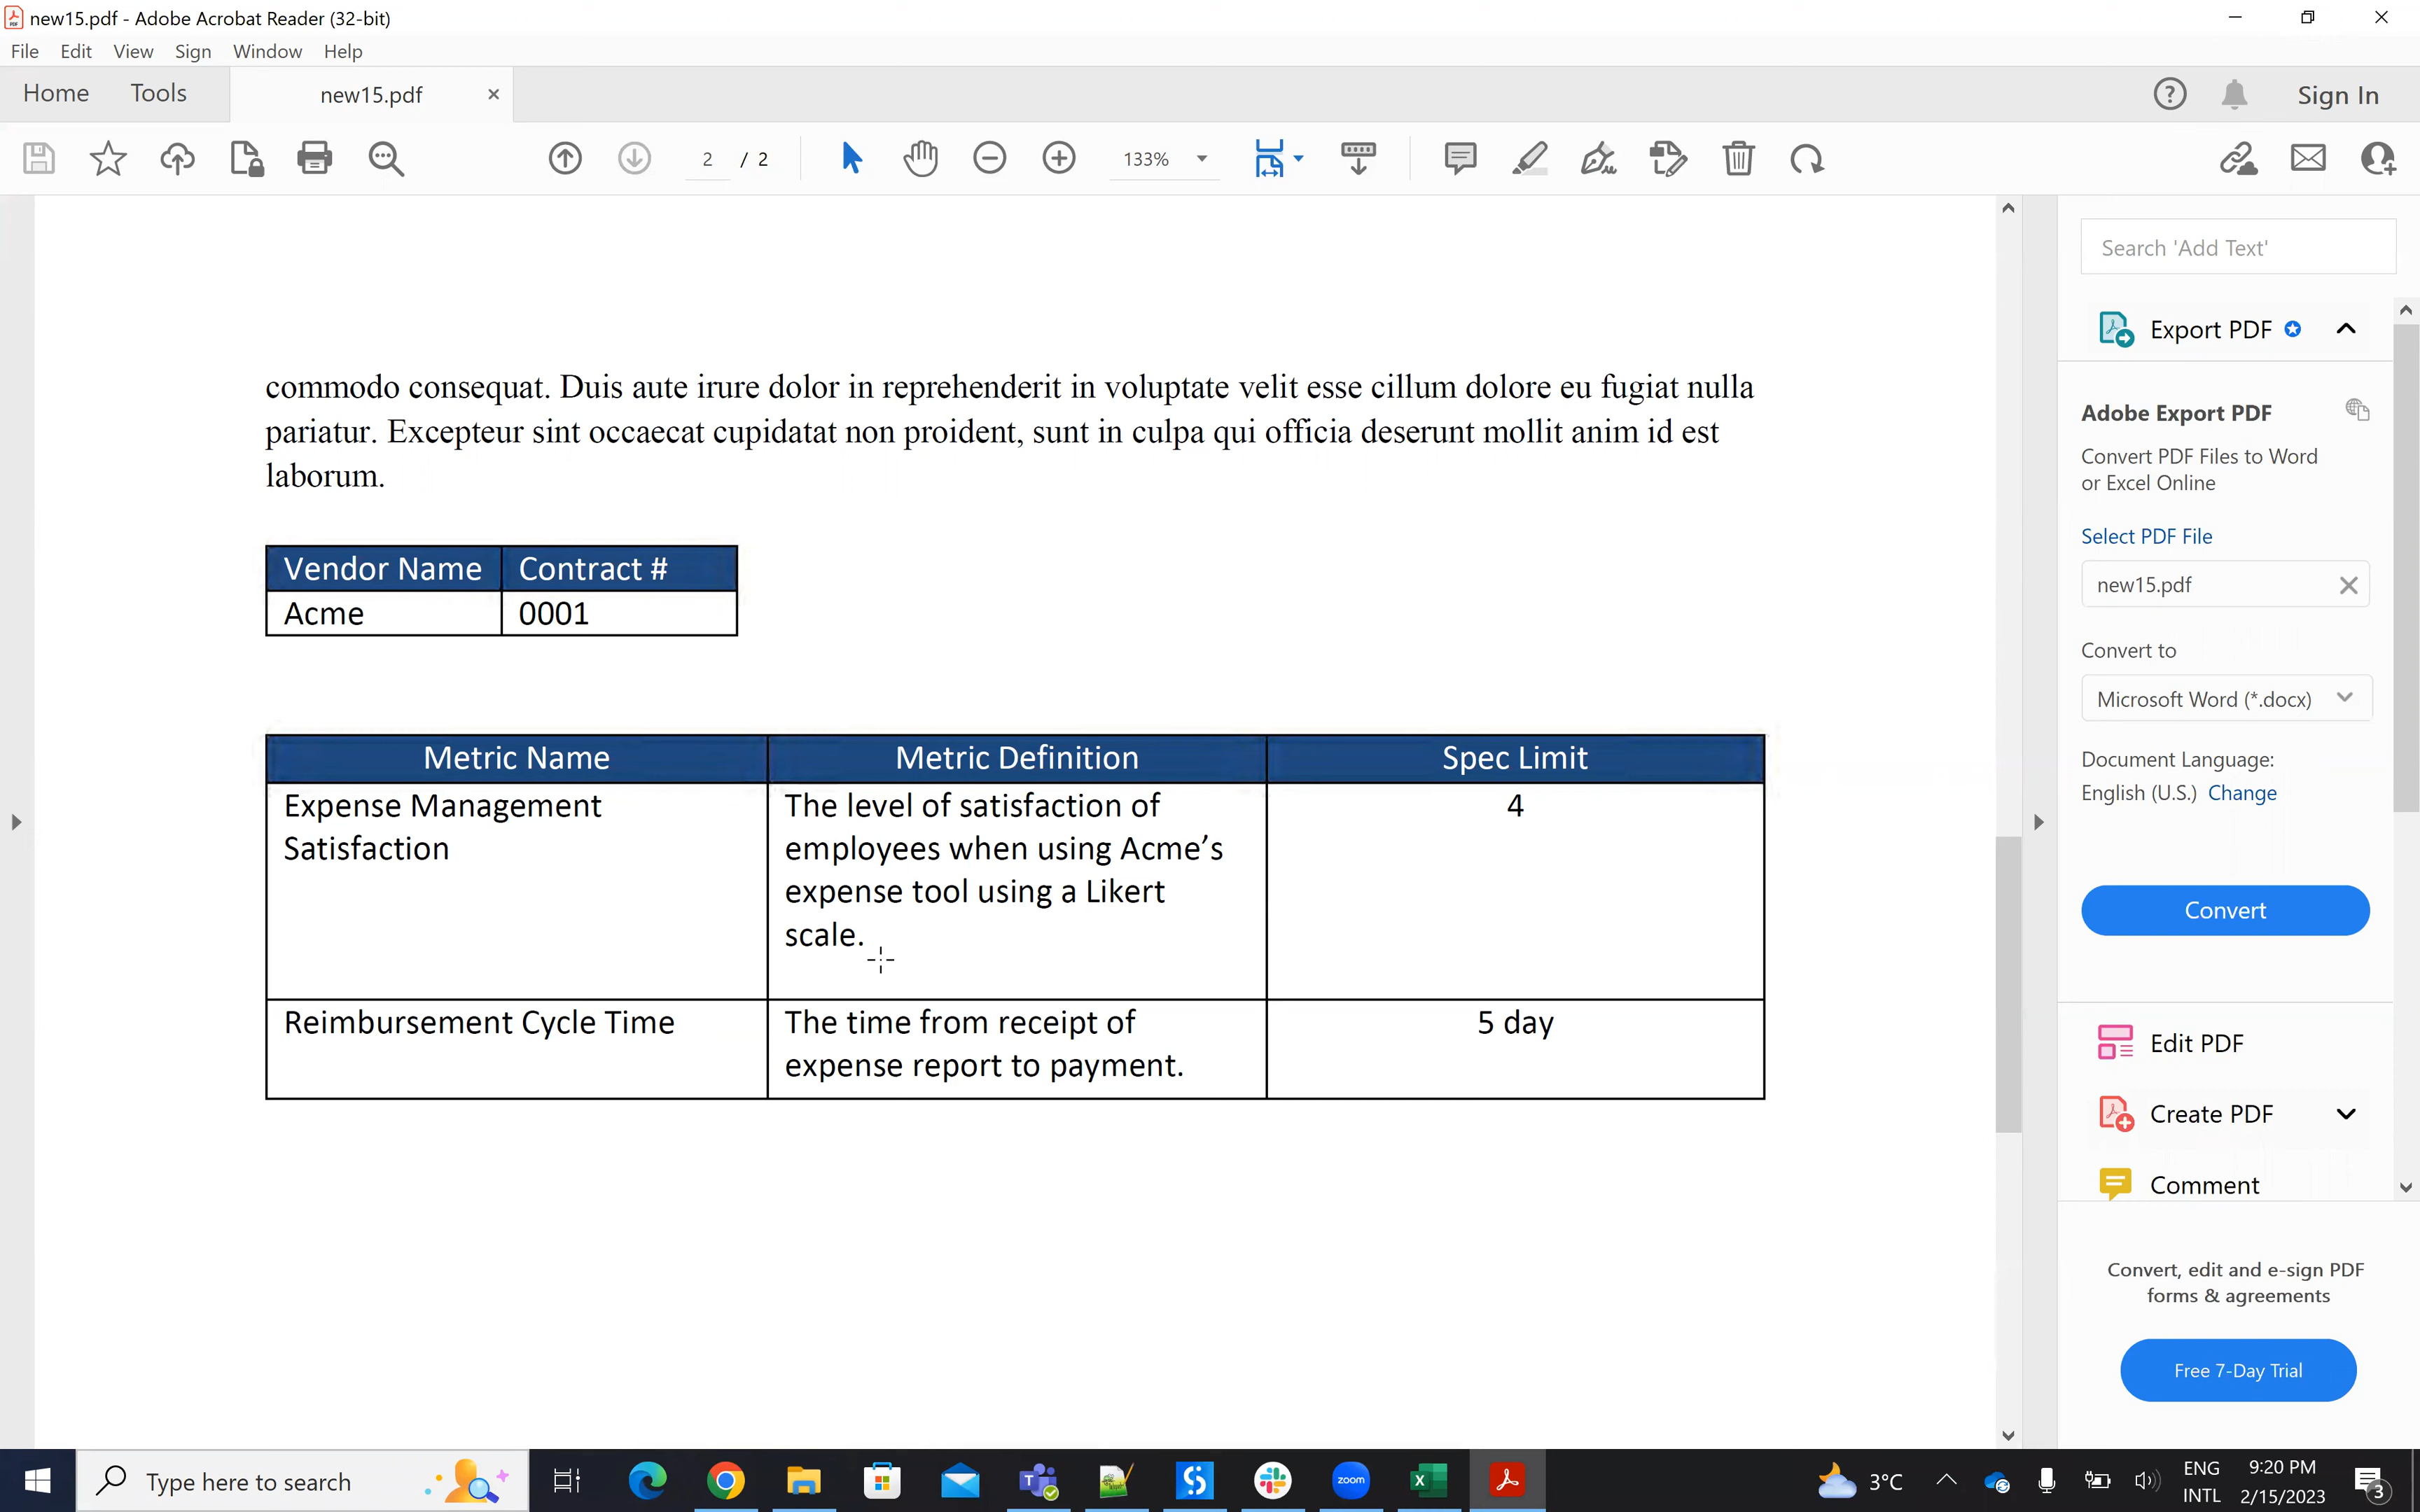 new15.pdf - Adobe Acrobat Reader (32-bit)
File Edit View Sign Window Help
Home Tools new15.pdf Sign In
2 / 2 133%
commodo consequat. Duis aute irure dolor in reprehenderit in voluptate velit esse cillum dolore eu fugiat nulla
pariatur. Excepteur sint occaecat cupidatat non proident, sunt in culpa qui officia deserunt mollit anim id est
laborum.
Vendor Name Contract #
Acme 0001
Metric Name Metric Definition Spec Limit
Expense Management The level of satisfaction of 4
Satisfaction employees when using Acme’s
expense tool using a Likert
scale.
Reimbursement Cycle Time The time from receipt of 5 day
expense report to payment.
Search 'Add Text'
Export PDF
Adobe Export PDF
Convert PDF Files to Word
or Excel Online
Select PDF File
new15.pdf
Convert to
Microsoft Word (*.docx)
Document Language:
English (U.S.) Change
Convert
Edit PDF
Create PDF
Comment
Convert, edit and e-sign PDF
forms & agreements
Free 7-Day Trial
Type here to search
zoom
3°C
ENG
INTL
9:20 PM
2/15/2023
3